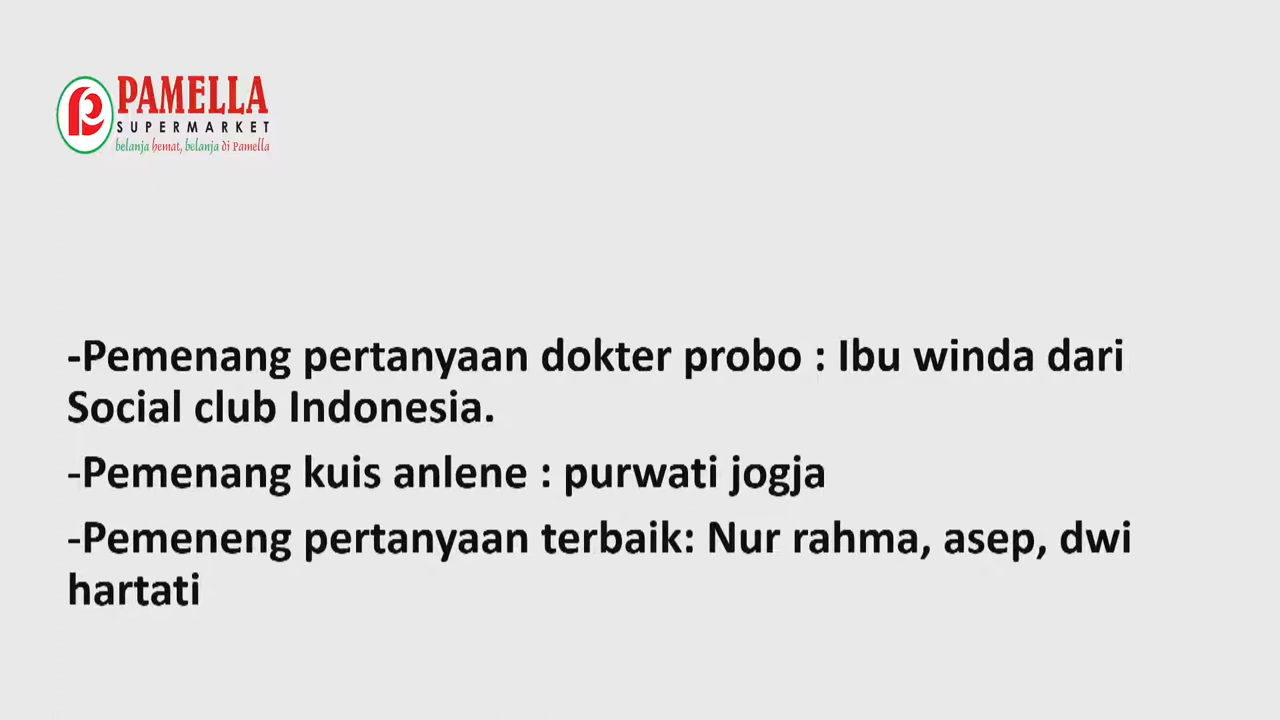 PAMELLA
SUPERMARKET
belanja hemat, belanja di Pamella
-Pemenang pertanyaan dokter probo : Ibu winda dari
Social club Indonesia.
-Pemenang kuis anlene : purwati jogja
-Pemeneng pertanyaan terbaik: Nur rahma, asep, dwi
hartati